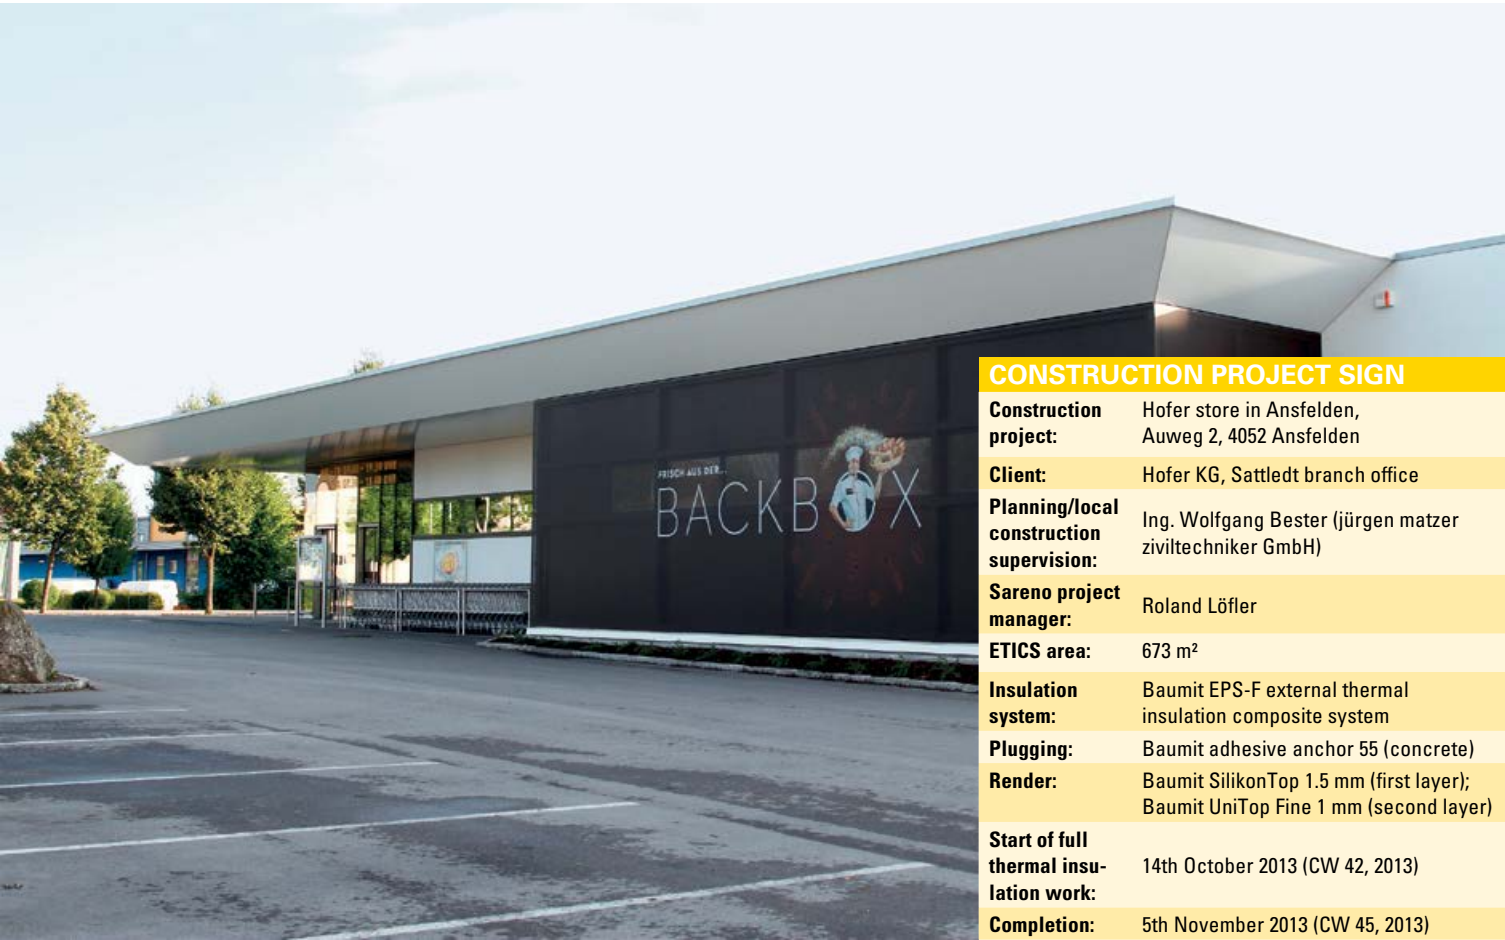 FRISCH AUS DER...
BACKBOX
CONSTRUCTION PROJECT SIGN
Construction project: Hofer store in Ansfelden,
Auweg 2, 4052 Ansfelden
Client: Hofer KG, Sattledt branch office
Planning/local construction supervision: Ing. Wolfgang Bester (jürgen matzer
ziviltechniker GmbH)
Sareno project manager: Roland Löfler
ETICS area: 673 m²
Insulation system: Baumit EPS-F external thermal
insulation composite system
Plugging: Baumit adhesive anchor 55 (concrete)
Render: Baumit SilikonTop 1.5 mm (first layer);
Baumit UniTop Fine 1 mm (second layer)
Start of full thermal insu-
lation work: 14th October 2013 (CW 42, 2013)
Completion: 5th November 2013 (CW 45, 2013)